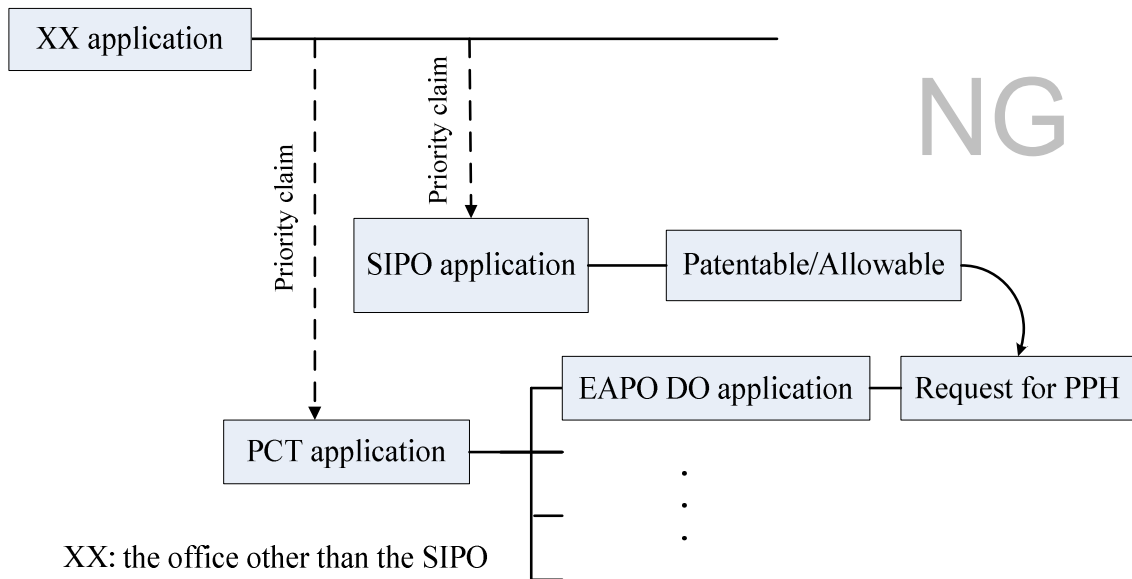 XX application
NG
Priority claim
Priority claim
SIPO application
Patentable/Allowable
EAPO DO application
Request for PPH
PCT application
XX: the office other than the SIPO